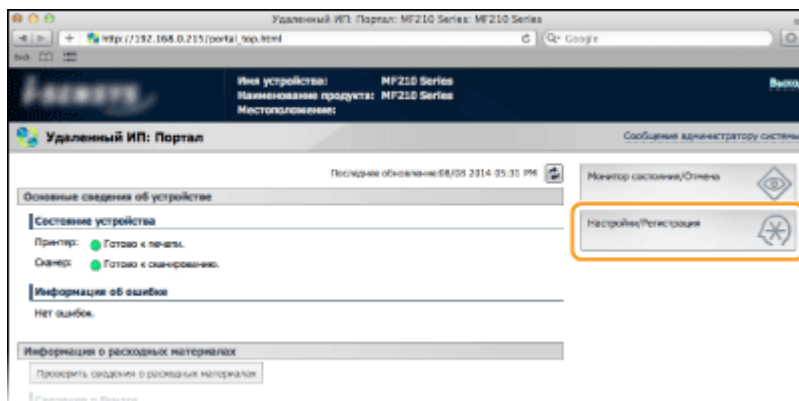 Удаленный ИП: Портал: MF210 Series: MF210 Series
http://192.168.0.215/portal_top.html
Google
Имя устройства: MF210 Series
Наименование продукта: MF210 Series
Местоположение:
Удаленный ИП: Портал
Сообщение администратору системы
Последнее обновление:08/08 2014 05:31 PM
Монитор состояния/Отмена
Основные сведения об устройстве
Настройки/Регистрация
Состояние устройства
Принтер: Готово к печати.
Сканер: Готово к сканированию.
Информация об ошибке
Нет ошибок.
Информация о расходных материалах
Проверить сведения о расходных материалах